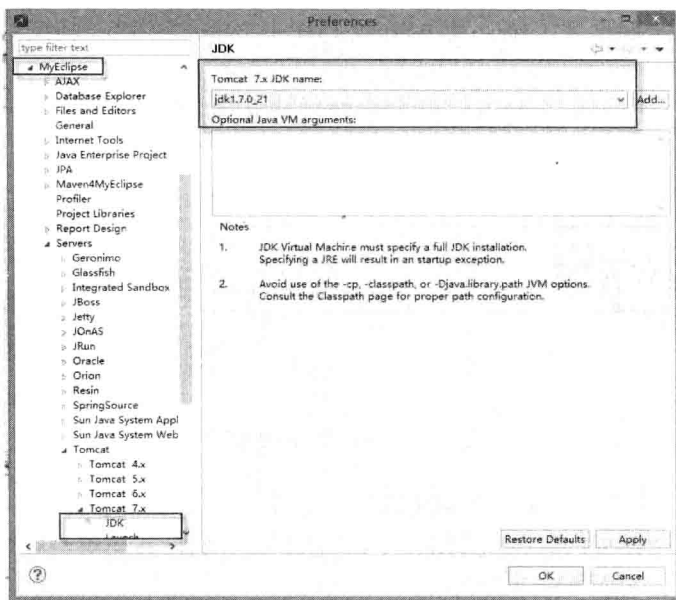 Preferences
type filter text
JDK
MyEclipse
AJAX
Database Explorer
Files and Editors
General
Internet Tools
Java Enterprise Project
JPA
Maven4MyEclipse
Profiler
Project Libraries
Report Design
Servers
Geronimo
Glassfish
Integrated Sandbox
JBoss
Jetty
JOnAS
JRun
Oracle
Orion
Resin
SpringSource
Sun Java System Appl
Sun Java System Web
Tomcat
Tomcat 4.x
Tomcat 5.x
Tomcat 6.x
Tomcat 7.x
JDK
Launch
Tomcat 7.x JDK name:
jdk1.7.0_21
Add...
Optional Java VM arguments:
Notes
1. JDK Virtual Machine must specify a full JDK installation.
Specifying a JRE will result in an startup exception.
2. Avoid use of the -cp, -classpath, or -Djava.library.path JVM options.
Consult the Classpath page for proper path configuration.
Restore Defaults
Apply
OK
Cancel